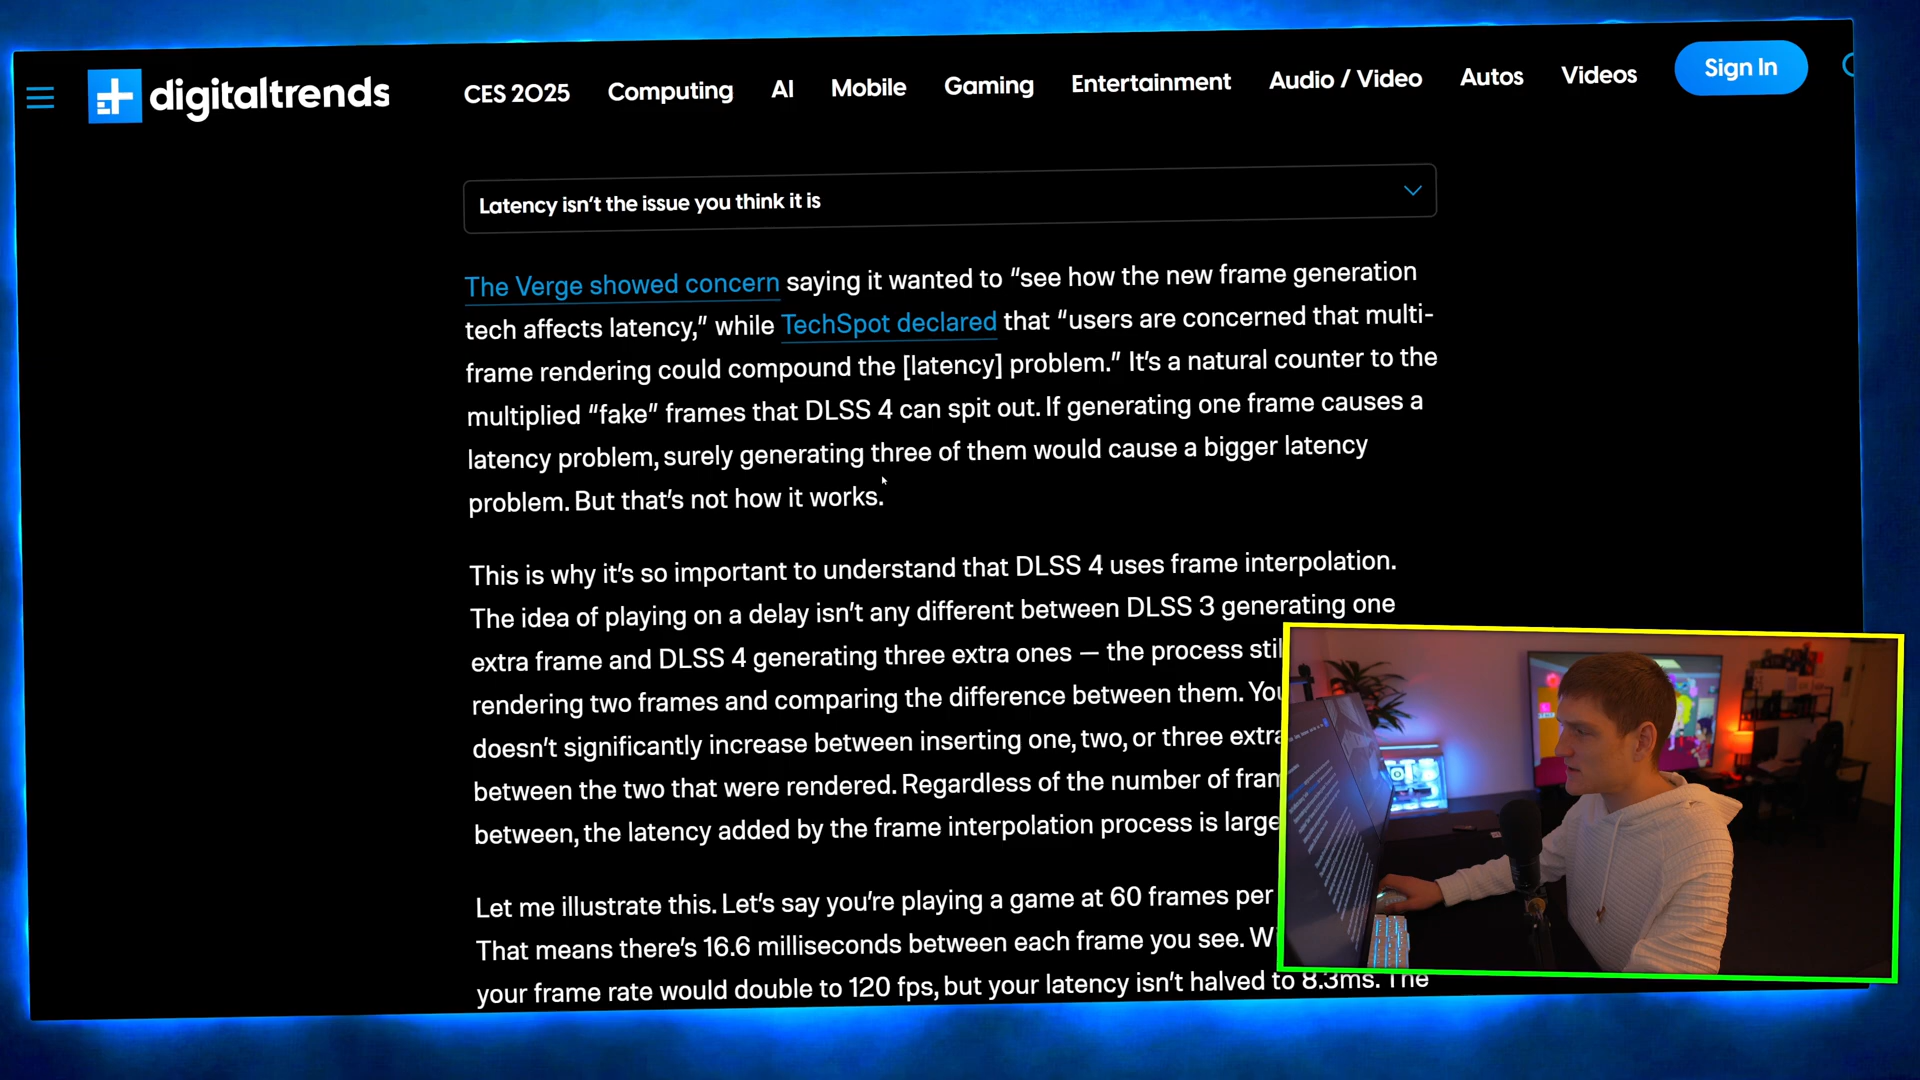 digitaltrends
CES 2025
Computing
AI
Mobile
Gaming
Entertainment
Audio / Video
Autos
Videos
Sign In
Latency isn't the issue you think it is
The Verge showed concern saying it wanted to “see how the new frame generation
tech affects latency,” while TechSpot declared that “users are concerned that multi-
frame rendering could compound the [latency] problem.” It's a natural counter to the
multiplied “fake” frames that DLSS 4 can spit out. If generating one frame causes a
latency problem, surely generating three of them would cause a bigger latency
problem. But that's not how it works.
This is why it's so important to understand that DLSS 4 uses frame interpolation.
The idea of playing on a delay isn't any different between DLSS 3 generating one
extra frame and DLSS 4 generating three extra ones — the process stil
rendering two frames and comparing the difference between them. You
doesn't significantly increase between inserting one, two, or three extra
between the two that were rendered. Regardless of the number of fram
between, the latency added by the frame interpolation process is large
Let me illustrate this. Let's say you're playing a game at 60 frames per
That means there's 16.6 milliseconds between each frame you see. Wi
your frame rate would double to 120 fps, but your latency isn't halved to 8.3ms. The